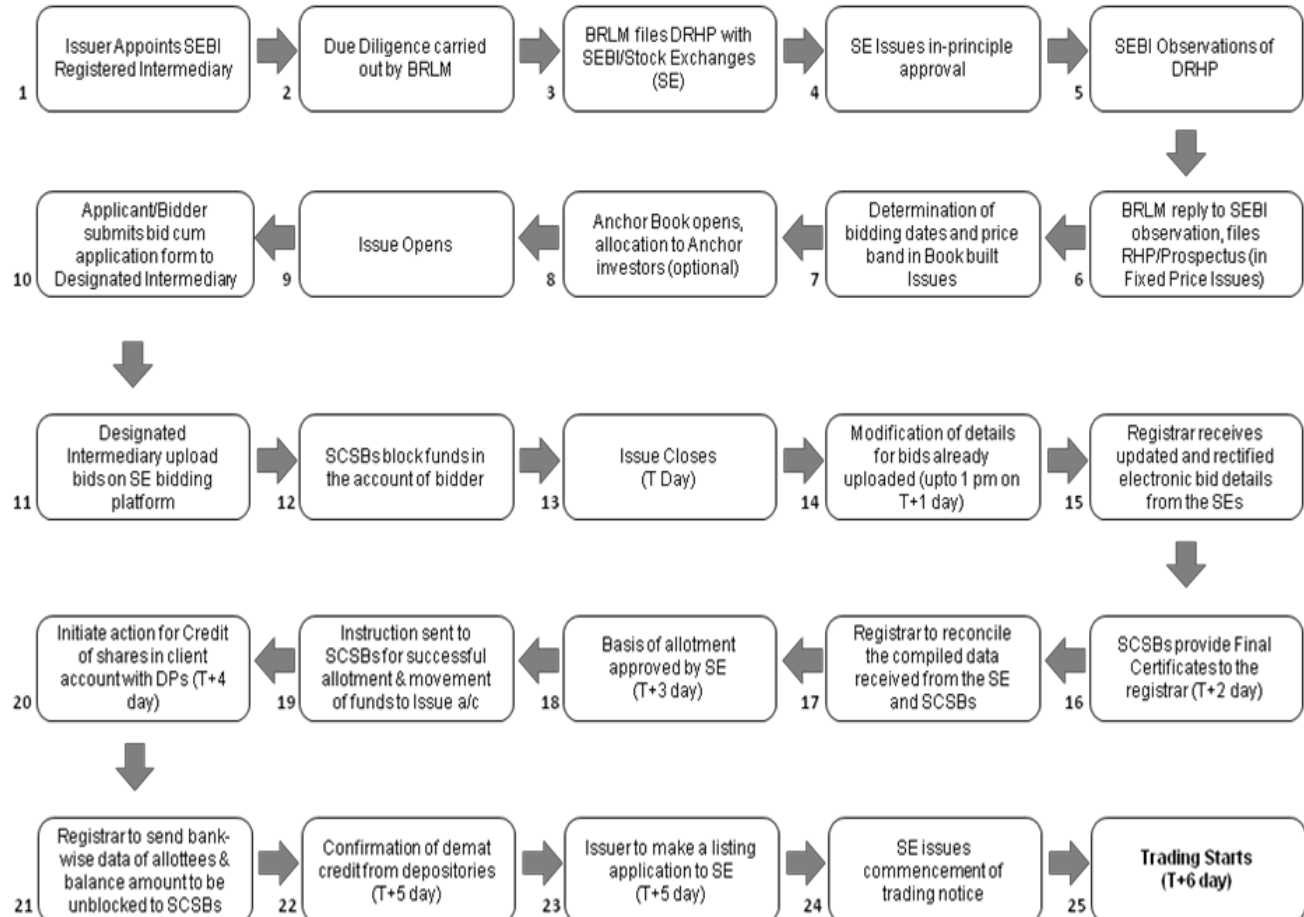 Issuer Appoints SEBI
Registered Intermediary
1
Due Diligence carried
out by BRLM
2
BRLM files DRHP with
SEBI/Stock Exchanges
(SE)
3
SE Issues in-principle
approval
4
SEBI Observations of
DRHP
5
BRLM reply to SEBI
observation, files
RHP/Prospectus (in
Fixed Price Issues)
6
Determination of
bidding dates and price
band in Book built
Issues
7
Anchor Book opens,
allocation to Anchor
investors (optional)
8
Issue Opens
9
Applicant/Bidder
submits bid cum
application form to
Designated Intermediary
10
Designated
Intermediary upload
bids on SE bidding
platform
11
SCSBs block funds in
the account of bidder
12
Issue Closes
(T Day)
13
Modification of details
for bids already
uploaded (upto 1 pm on
T+1 day)
14
Registrar receives
updated and rectified
electronic bid details
from the SEs
15
SCSBs provide Final
Certificates to the
registrar (T+2 day)
16
Registrar to reconcile
the compiled data
received from the SE
and SCSBs
17
Basis of allotment
approved by SE
(T+3 day)
18
Instruction sent to
SCSBs for successful
allotment & movement
of funds to Issue a/c
19
Initiate action for Credit
of shares in client
account with DPs (T+4
day)
20
Registrar to send bank-
wise data of allottees &
balance amount to be
unblocked to SCSBs
21
Confirmation of demat
credit from depositories
(T+5 day)
22
Issuer to make a listing
application to SE
(T+5 day)
23
SE issues
commencement of
trading notice
24
Trading Starts
(T+6 day)
25